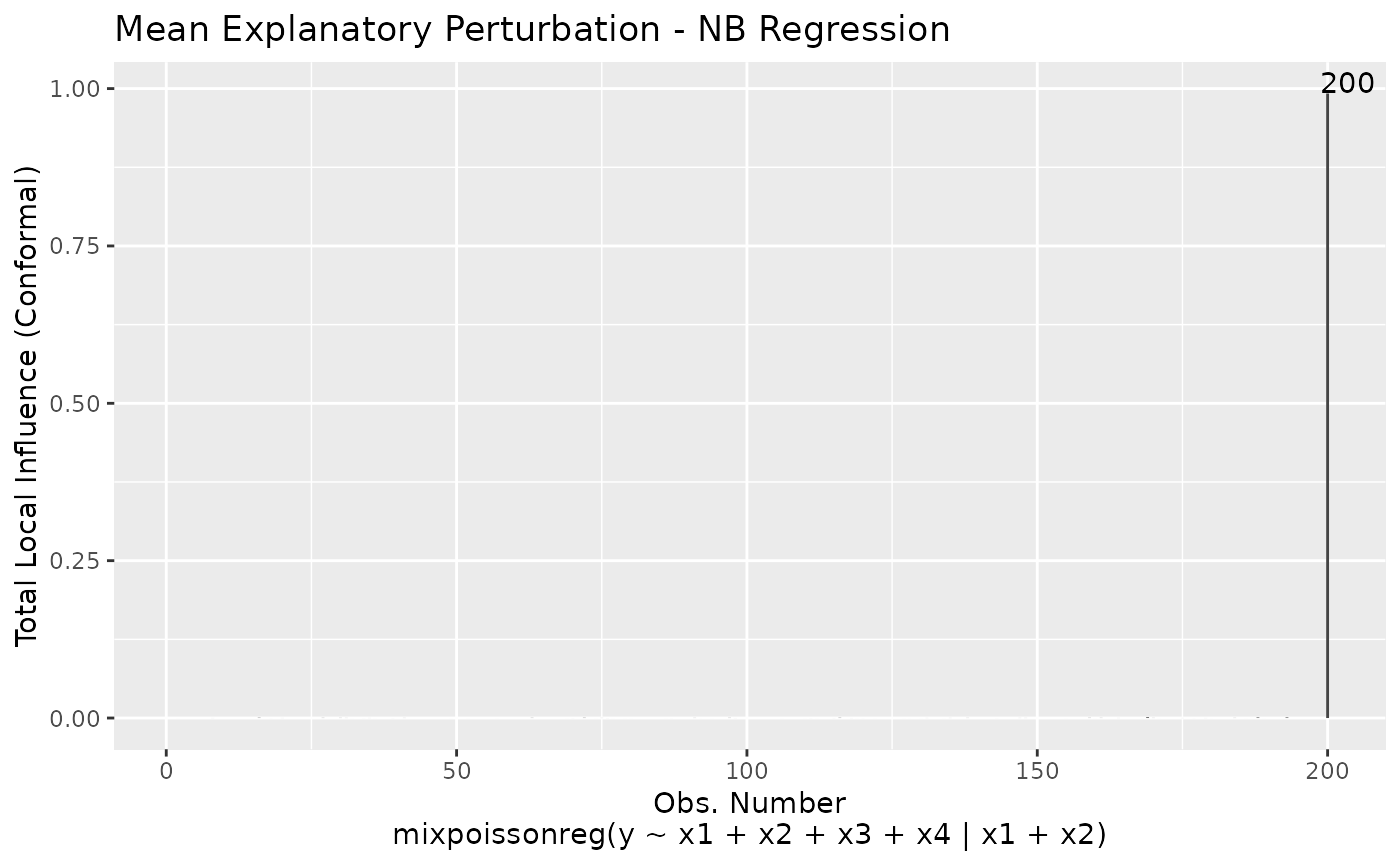 Mean Explanatory Perturbation - NB Regression
Total Local Influence (Conformal)
1.00
0.75
0.50
0.25
0.00
200
0 50 100 150 200
Obs. Number
mixpoissonreg(y ~ x1 + x2 + x3 + x4 | x1 + x2)